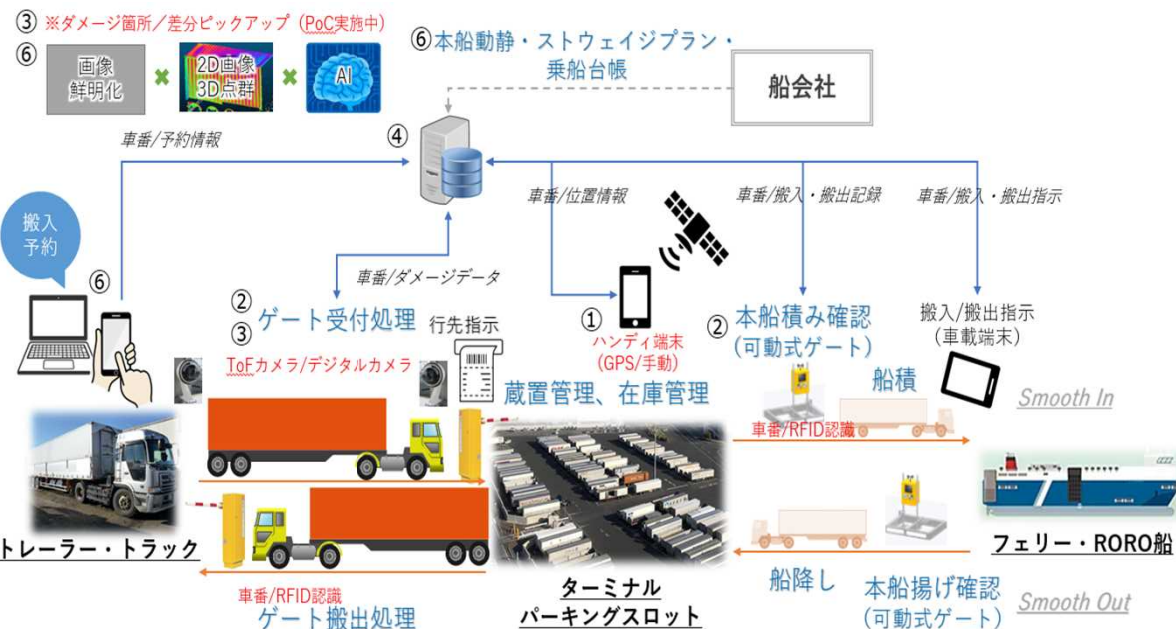 ③ ※ダメージ箇所／差分ピックアップ（PoC実施中）
⑥
画像
鮮明化
2D画像
3D点群
AI
⑥本船動静・ストウェイジプラン・
乗船台帳
船会社
④
車番/予約情報
車番/位置情報
車番/搬入・搬出記録
車番/搬入・搬出指示
搬入
予約
⑥
車番/ダメージデータ
②
③
ゲート受付処理
行先指示
ToFカメラ/デジタルカメラ
①
ハンディ端末
(GPS/手動)
蔵置管理、在庫管理
②
本船積み確認
(可動式ゲート)
搬入/搬出指示
(車載端末)
船積
Smooth In
車番/RFID認識
トレーラー・トラック
フェリー・RORO船
車番/RFID認識
ゲート搬出処理
ターミナル
パーキングスロット
船降し
本船揚げ確認
(可動式ゲート)
Smooth Out